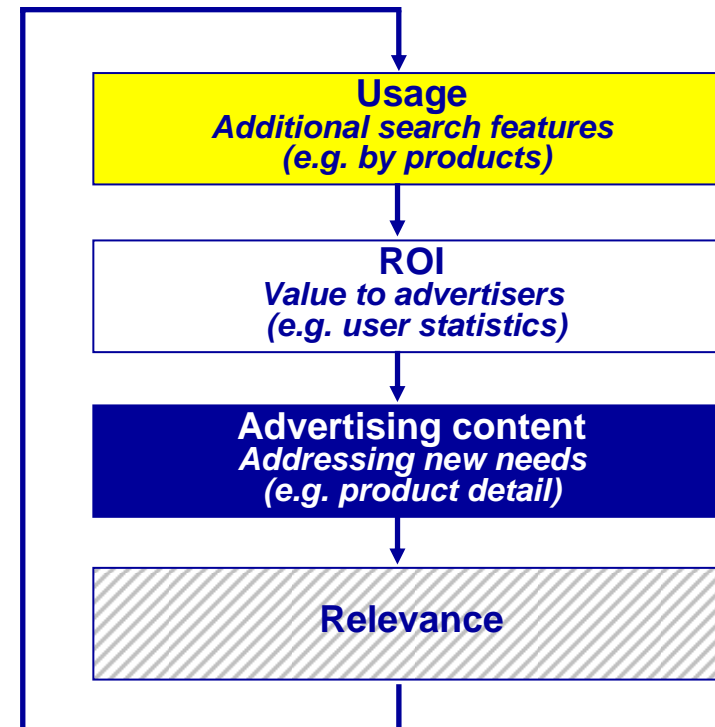 Usage
Additional search features
(e.g. by products)
ROI
Value to advertisers
(e.g. user statistics)
Advertising content
Addressing new needs
(e.g. product detail)
Relevance